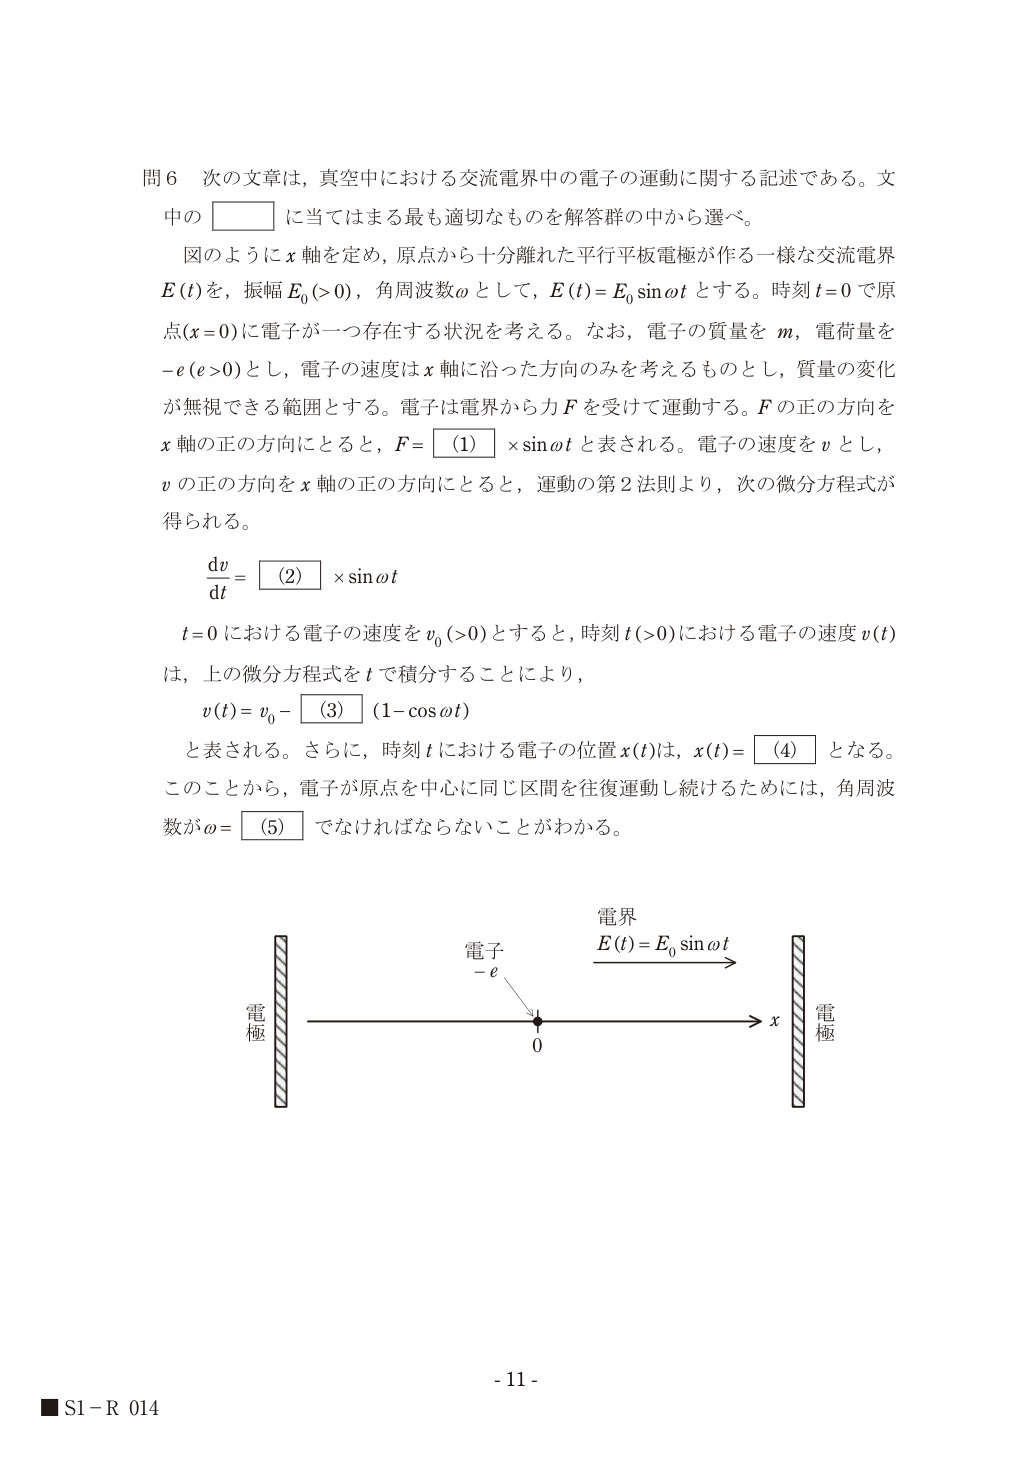 問６　次の文章は，真空中における交流電界中の電子の運動に関する記述である。文
中の　　　に当てはまる最も適切なものを解答群の中から選べ。
図のように x 軸を定め，原点から十分離れた平行平板電極が作る一様な交流電界
E(t)を，振幅 E₀(>0)，角周波数ω として，E(t)= E₀ sin ωt とする。時刻 t=0 で原
点(x=0)に電子が一つ存在する状況を考える。なお，電子の質量を m，電荷量を
−e(e>0)とし，電子の速度は x 軸に沿った方向のみを考えるものとし，質量の変化
が無視できる範囲とする。電子は電界から力 F を受けて運動する。F の正の方向を
x 軸の正の方向にとると，F= (1) ×sin ωt と表される。電子の速度を v とし，
v の正の方向を x 軸の正の方向にとると，運動の第２法則より，次の微分方程式が
得られる。
dv/dt = (2) ×sin ωt
t=0 における電子の速度を v₀(>0)とすると，時刻 t(>0)における電子の速度 v(t)
は，上の微分方程式を t で積分することにより，
v(t)= v₀− (3) (1−cos ωt)
と表される。さらに，時刻 t における電子の位置 x(t)は，x(t)= (4) となる。
このことから，電子が原点を中心に同じ区間を往復運動し続けるためには，角周波
数が ω= (5) でなければならないことがわかる。
電界
E(t)= E₀ sin ωt
電子
−e
電極
x
電極
0
- 11 -
■ S1−R 014